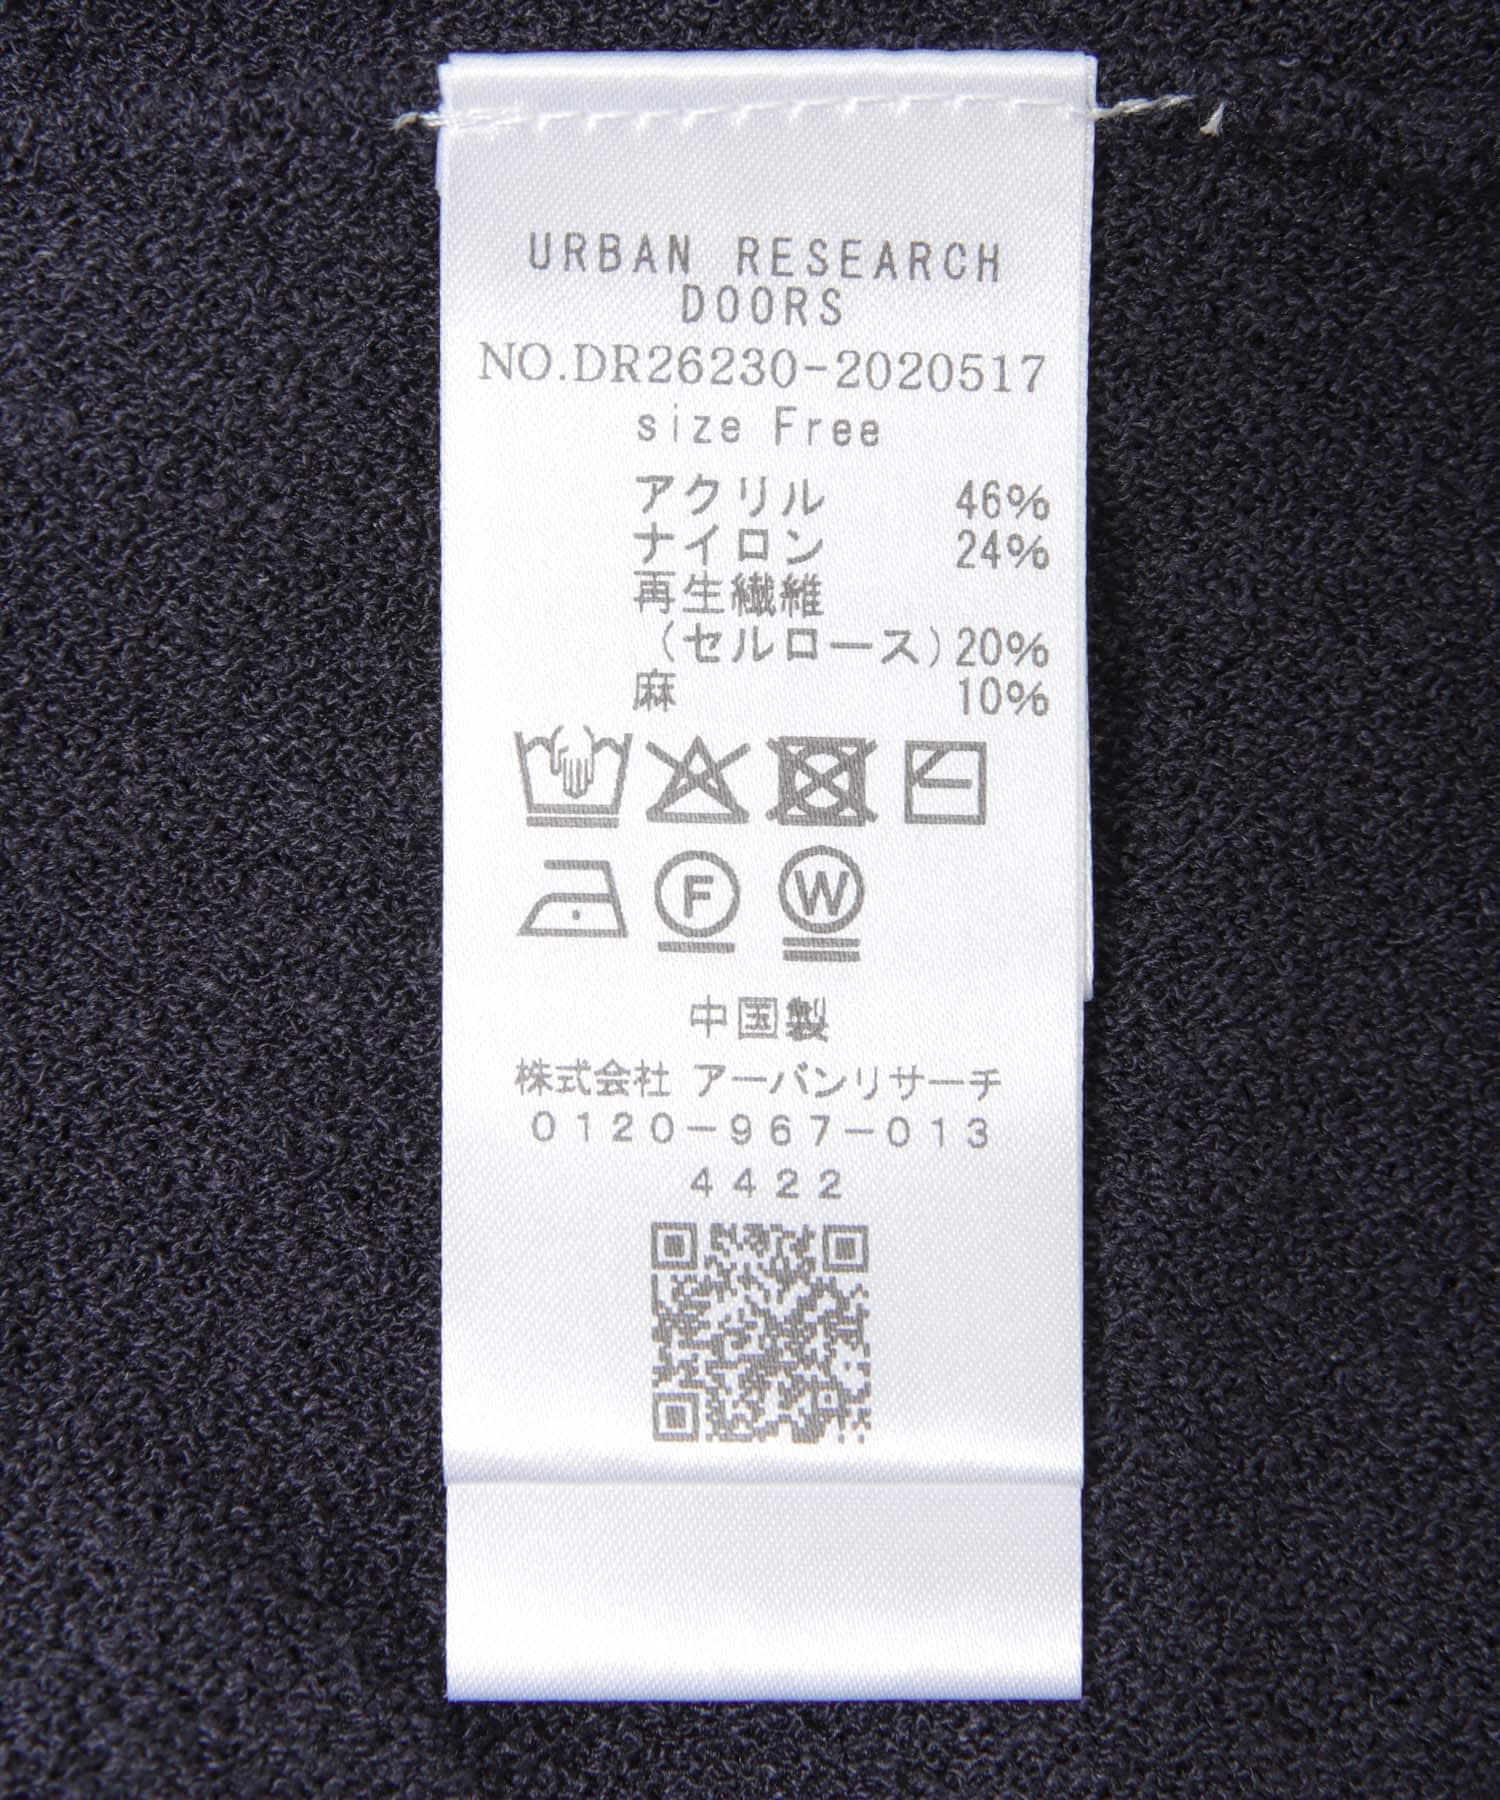 URBAN RESEARCH
DOORS
NO.DR26230-2020517
size Free
アクリル 46%
ナイロン 24%
再生繊維
(セルロース)20%
麻 10%
F W
中国製
株式会社 アーバンリサーチ
0120-967-013
4422